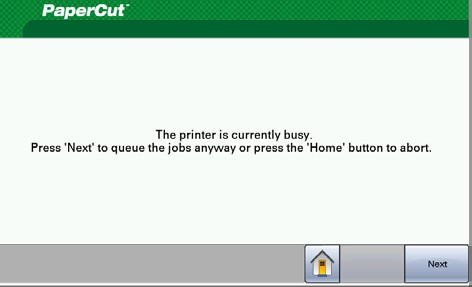 PaperCut™
The printer is currently busy.
Press 'Next' to queue the jobs anyway or press the 'Home' button to abort.
Next